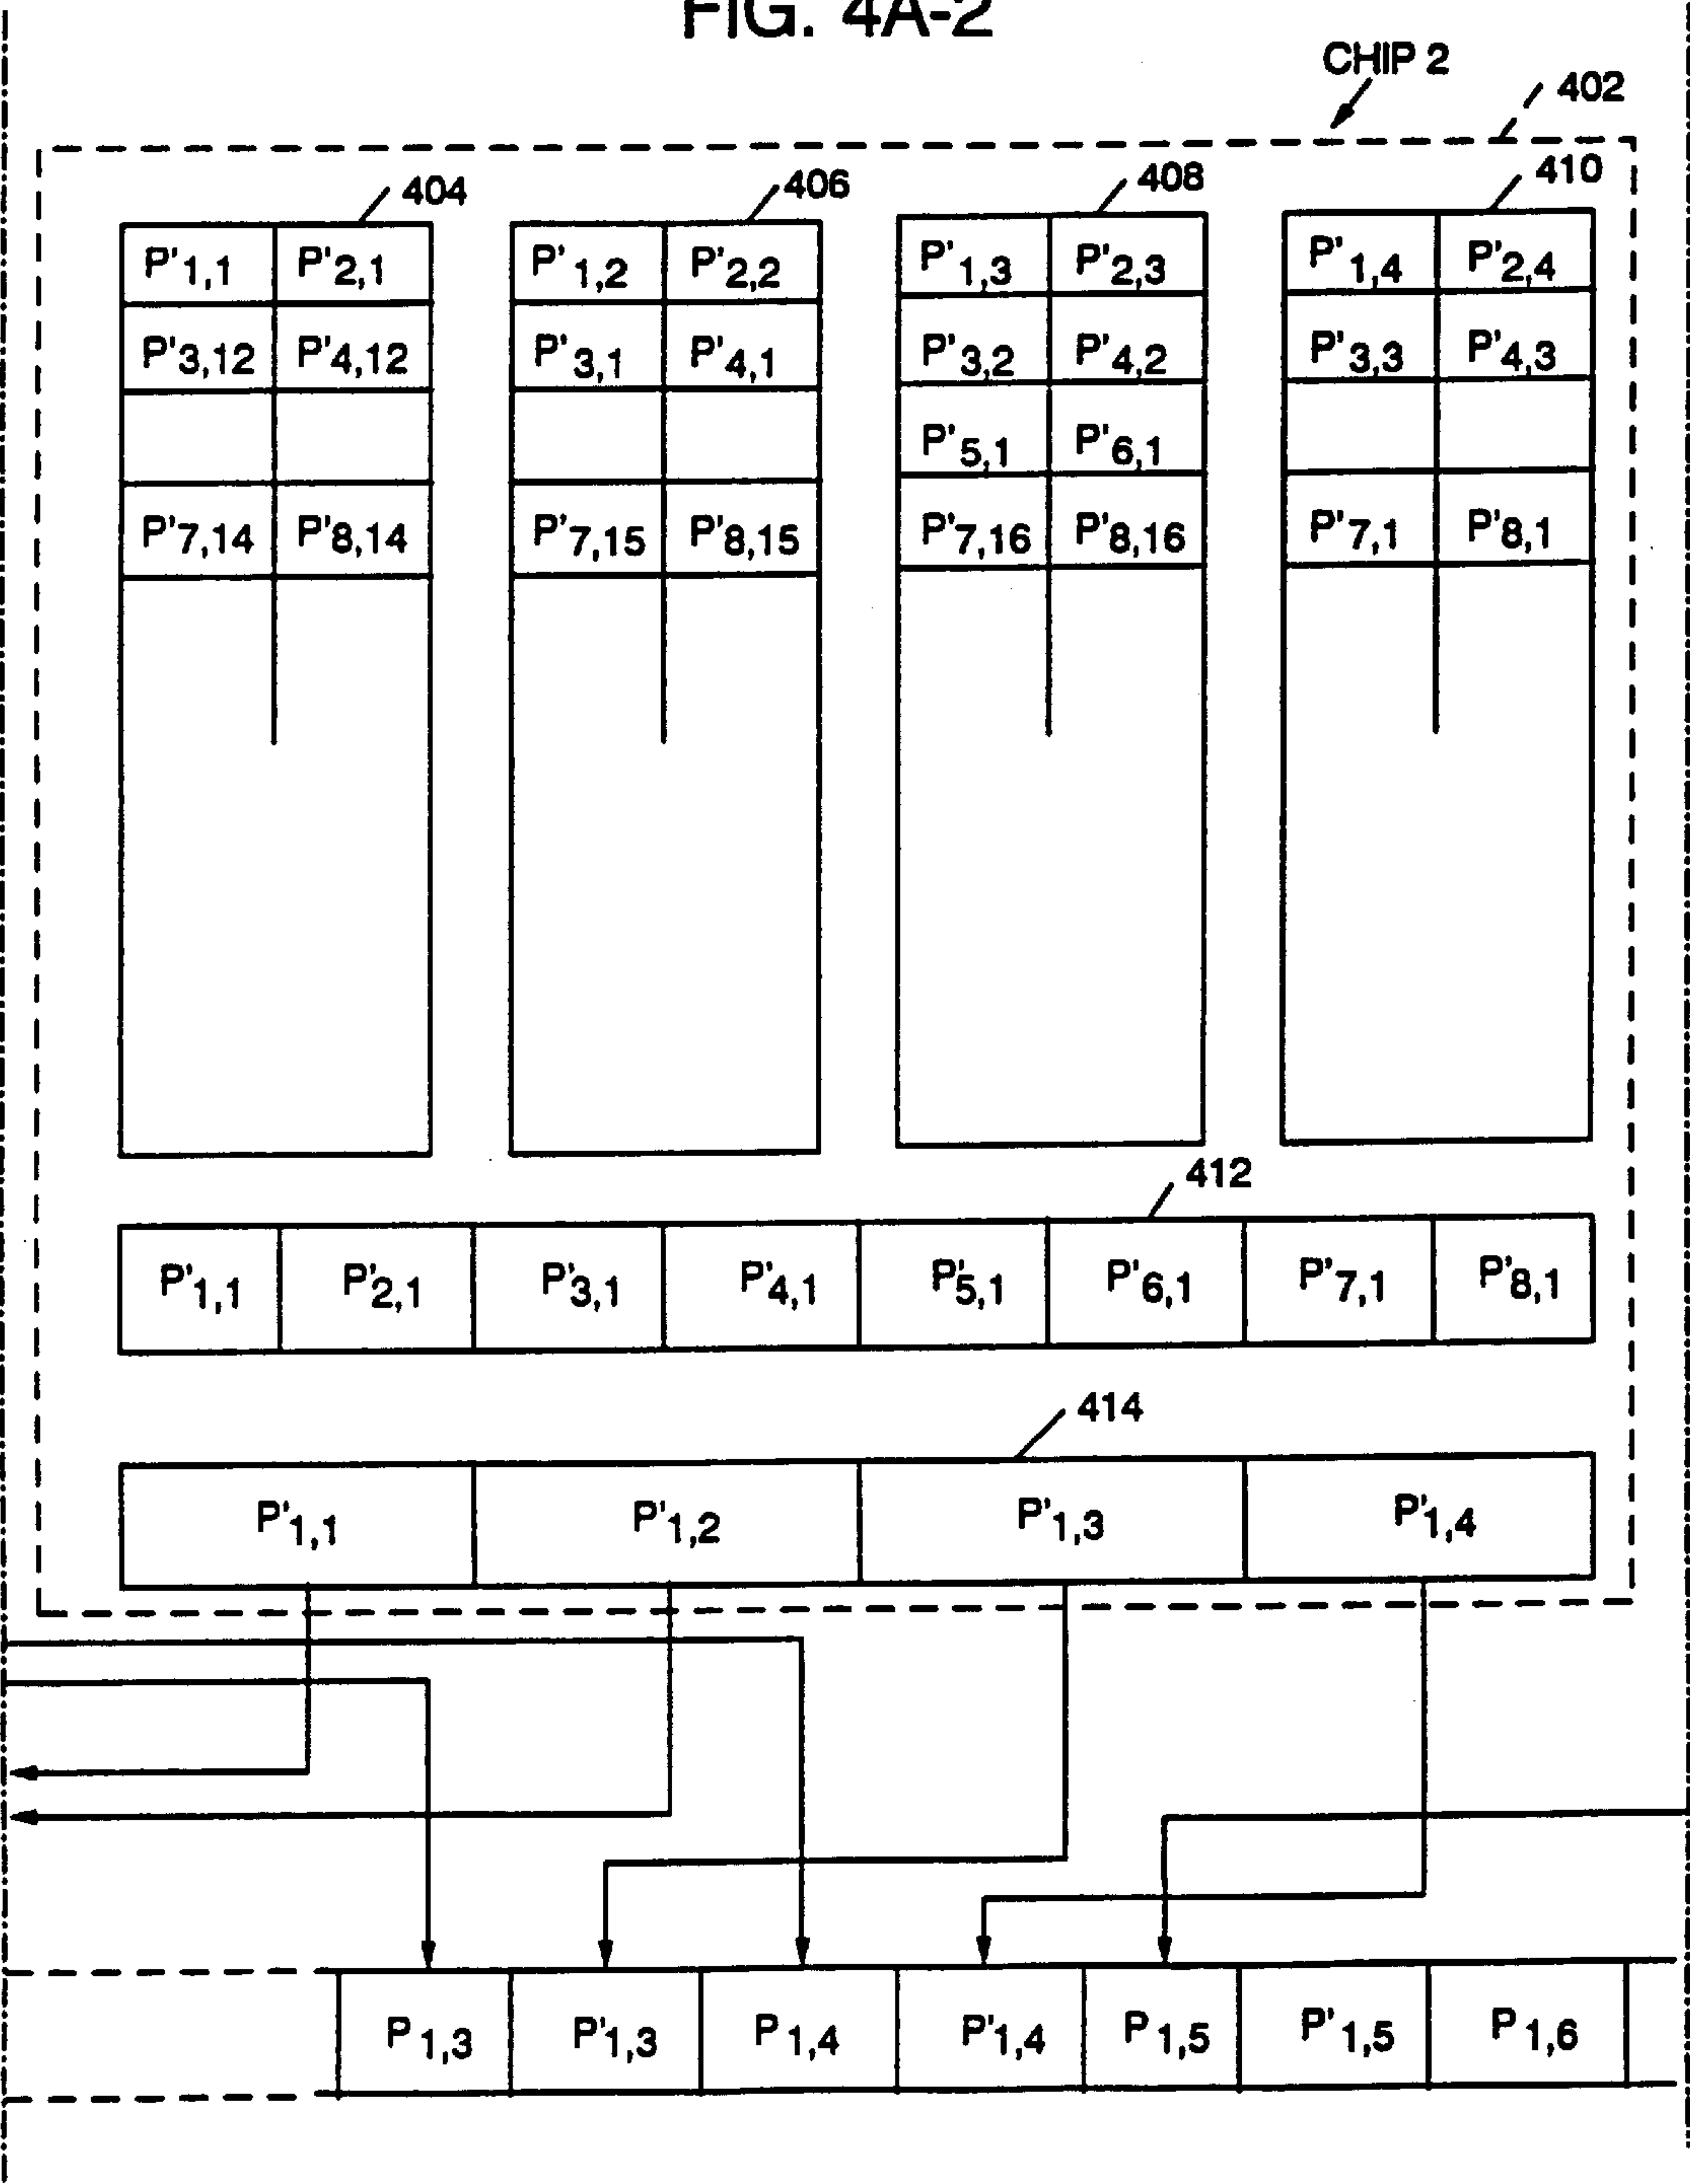 FIG. 4A-2
CHIP 2
402
404 406 408 410
P'1,1 P'2,1 P'1,2 P'2,2 P'1,3 P'2,3 P'1,4 P'2,4
P'3,12 P'4,12 P'3,1 P'4,1 P'3,2 P'4,2 P'3,3 P'4,3
P'5,1 P'6,1
P'7,14 P'8,14 P'7,15 P'8,15 P'7,16 P'8,16 P'7,1 P'8,1
412
P'1,1 P'2,1 P'3,1 P'4,1 P'5,1 P'6,1 P'7,1 P'8,1
414
P'1,1 P'1,2 P'1,3 P'1,4
P1,3 P'1,3 P1,4 P'1,4 P1,5 P'1,5 P1,6